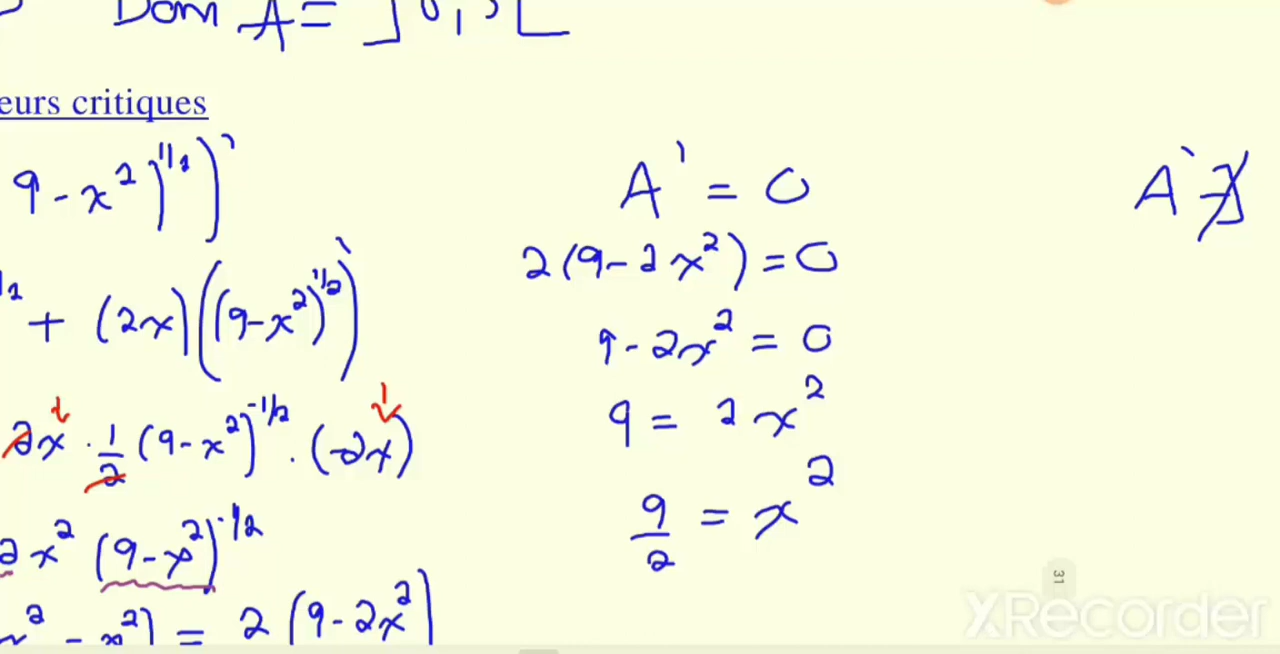 Dom A = ]0,3[
eurs critiques
9 - x²)^1/2)'
+ (2x)((9-x²)^1/2)'
2x · 1/2 (9-x²)^-1/2 · (-2x)
2x² (9-x²)^-1/2
- x²) = 2 (9-2x²)
A' = 0
2(9-2x²) = 0
9-2x² = 0
9 = 2x²
9/2 = x²
A' ∄
31
XRecorder